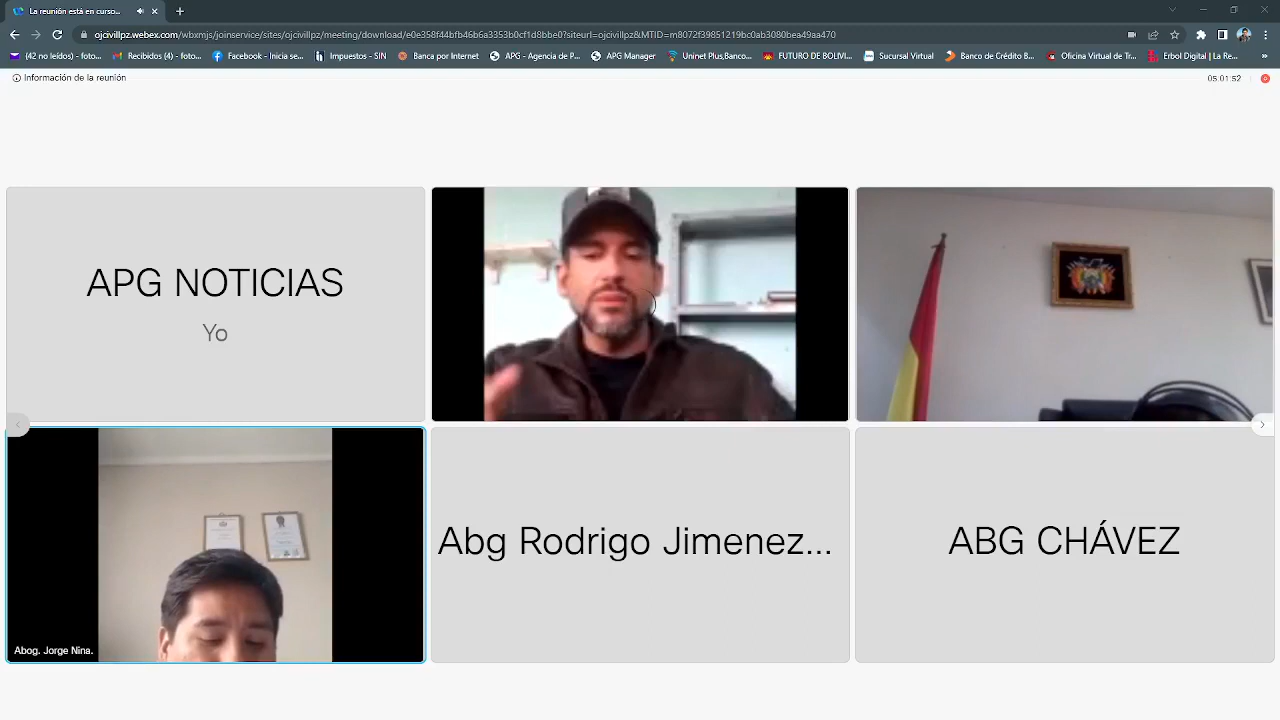 La reunión está en curso...
ojcivillpz.webex.com/wbxmjs/joinservice/sites/ojcivillpz/meeting/download/e0e358f44bfb46b6a3353b0cf1d6bbe0?siteurl=ojcivillpz&MTID=m8072f39851219bc0ab3080bea49aa470
(42 no leídos) - foto...
Recibidos (4) - foto...
Facebook - Inicia se...
Impuestos - SIN
Banca por Internet
APG - Agencia de P...
APG Manager
Uninet Plus,Banco...
FUTURO DE BOLIVI...
Sucursal Virtual
Banco de Crédito B...
Oficina Virtual de Tr...
Erbol Digital | La Re...
»
Información de la reunión
05:01:52
APG NOTICIAS
Yo
Abog. Jorge Nina.
Abg Rodrigo Jimenez...
ABG CHÁVEZ